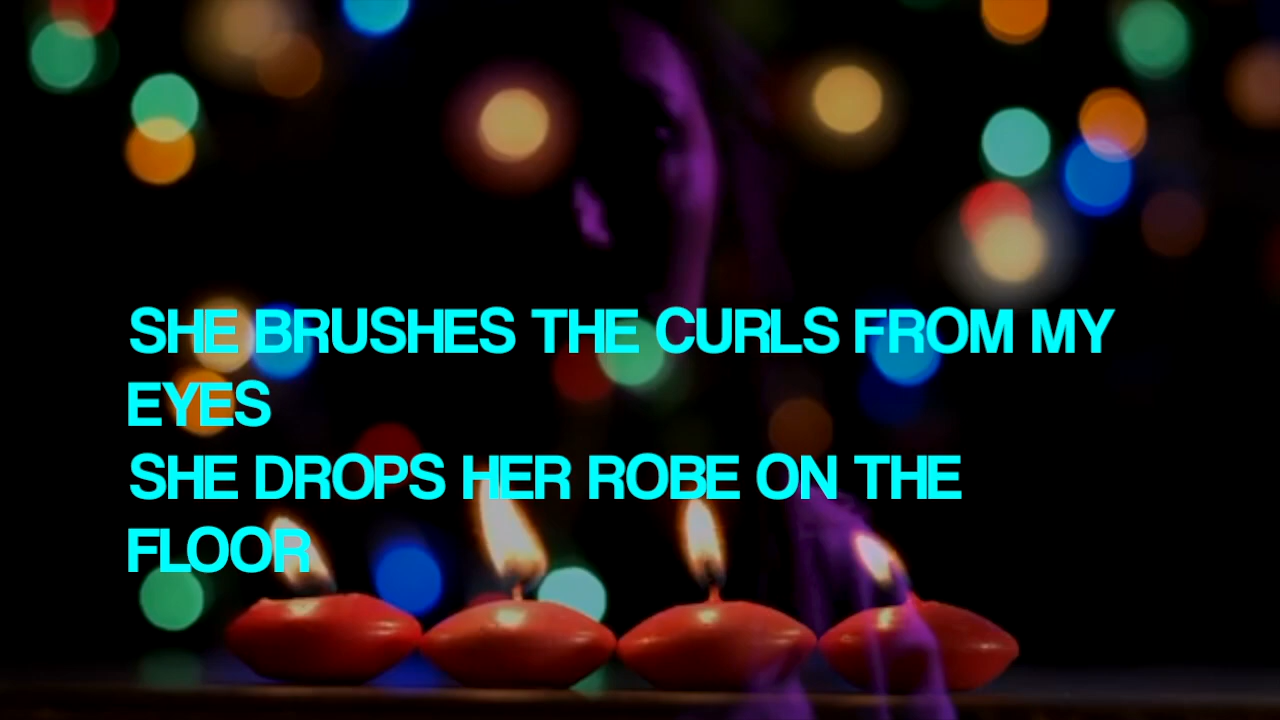 SHE BRUSHES THE CURLS FROM MY
EYES
SHE DROPS HER ROBE ON THE
FLOOR